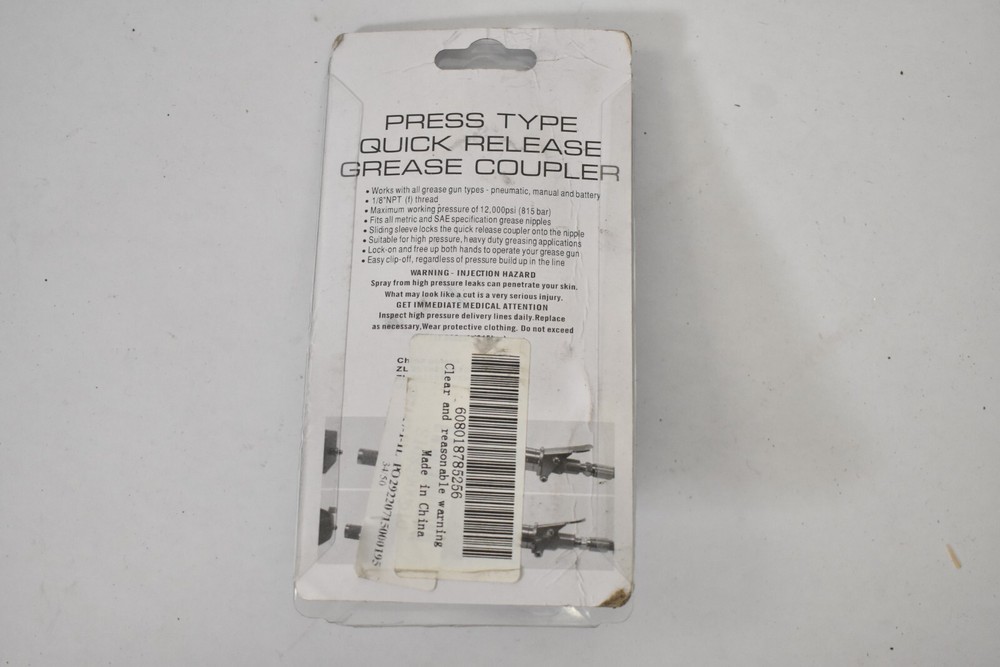 PRESS TYPE
QUICK RELEASE
GREASE COUPLER
• Works with all grease gun types - pneumatic, manual and battery
• 1/8"NPT (f) thread
• Maximum working pressure of 12,000psi (815 bar)
• Fits all metric and SAE specification grease nipples
• Sliding sleeve locks the quick release coupler onto the nipple
• Suitable for high pressure, heavy duty greasing applications
• Lock-on and free up both hands to operate your grease gun
• Easy clip-off, regardless of pressure build up in the line
WARNING - INJECTION HAZARD
Spray from high pressure leaks can penetrate your skin,
What may look like a cut is a very serious injury.
GET IMMEDIATE MEDICAL ATTENTION
Inspect high pressure delivery lines daily.Replace
as necessary,Wear protective clothing. Do not exceed
6080187785256
Clear and reasonable warning
Made in China